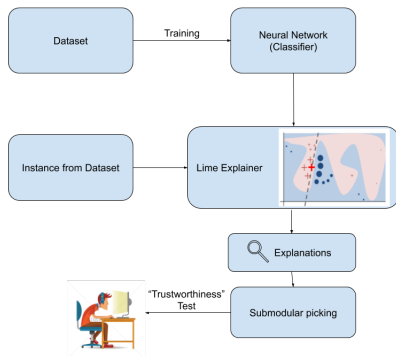 Dataset
Training
Neural Network
(Classifier)
Instance from Dataset
Lime Explainer
Explanations
"Trustworthiness"
Test
Submodular picking